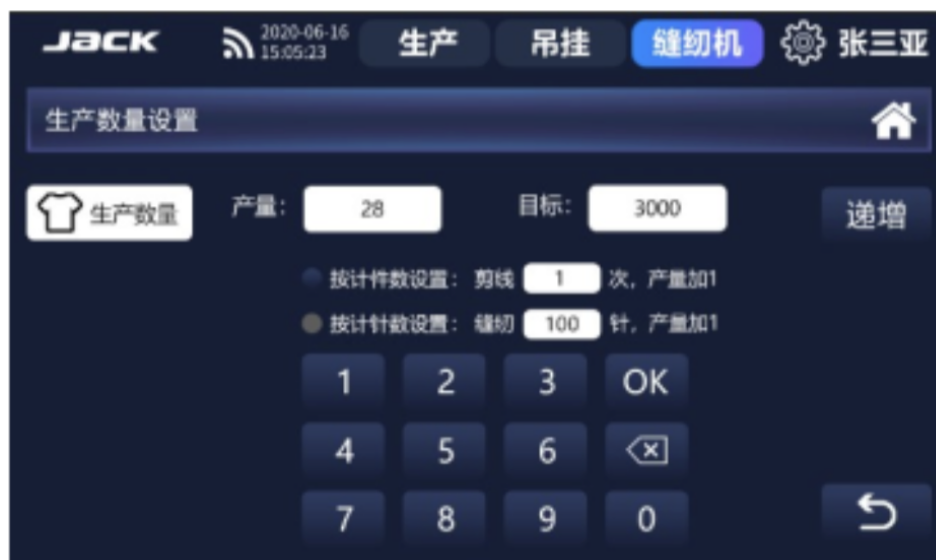 JACK 2020-06-16 生产 吊挂 缝纫机 张三亚
15:05:23
生产数量设置
生产数量 产量: 28 目标: 3000 递增
按计件数设置: 剪线 1 次, 产量加1
按计针数设置: 缝纫 100 针, 产量加1
1 2 3 OK
4 5 6
7 8 9 0